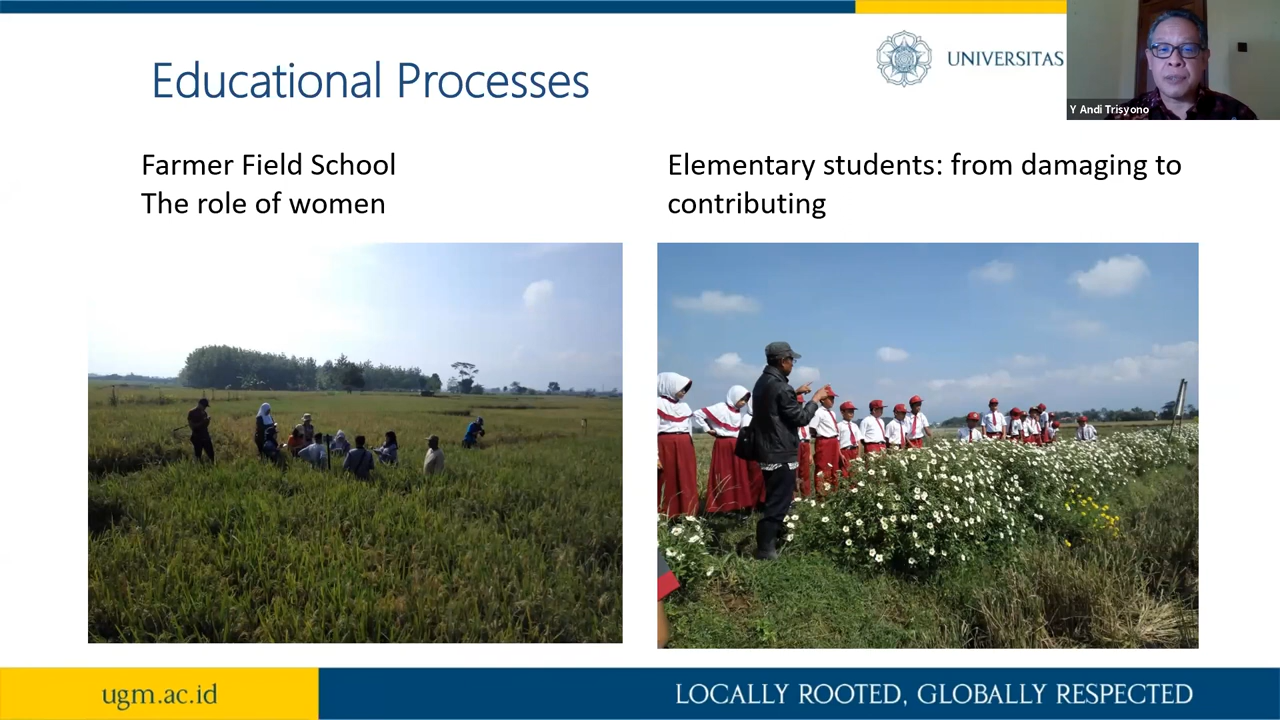 Educational Processes
UNIVERSITAS
Y Andi Trisyono
Farmer Field School
The role of women
Elementary students: from damaging to
contributing
ugm.ac.id
LOCALLY ROOTED, GLOBALLY RESPECTED